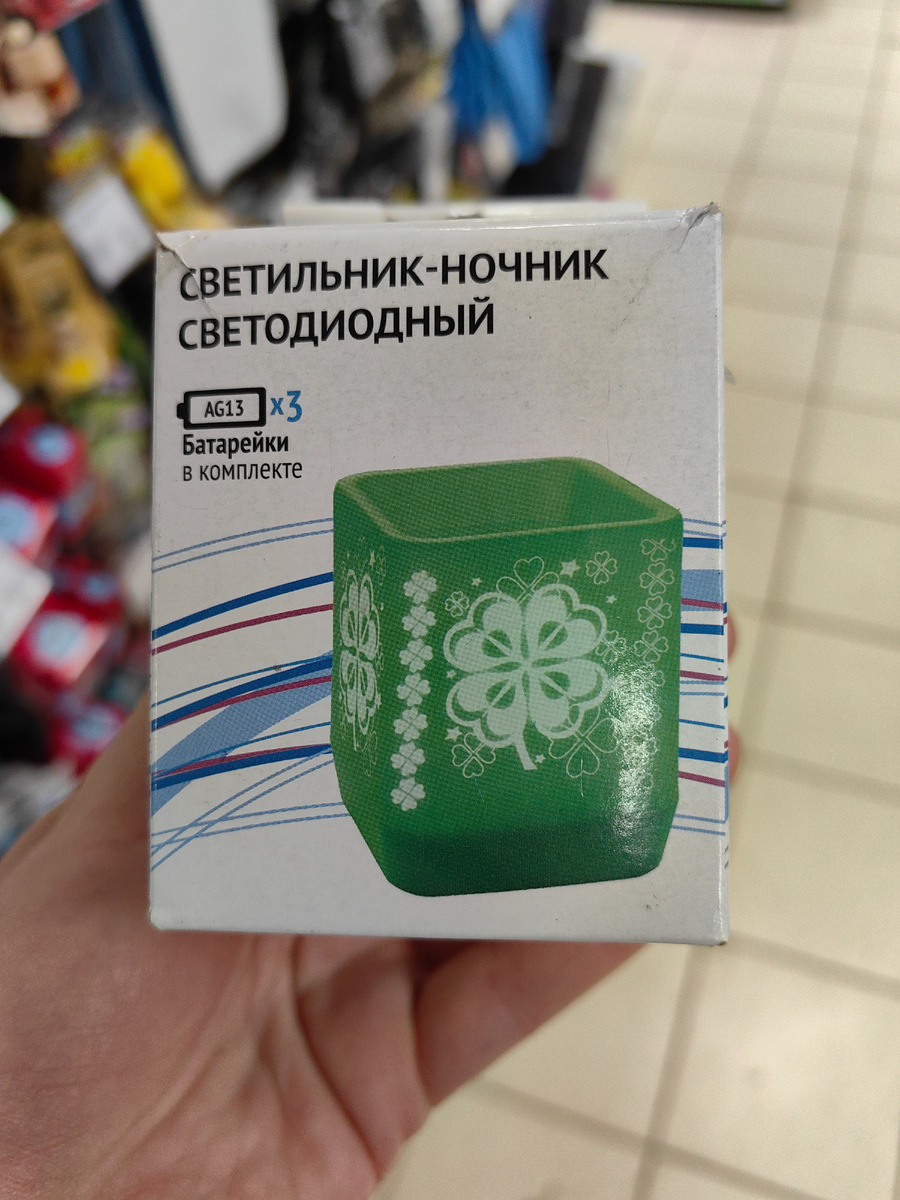 СВЕТИЛЬНИК-НОЧНИК
СВЕТОДИОДНЫЙ
AG13 x3
Батарейки
в комплекте